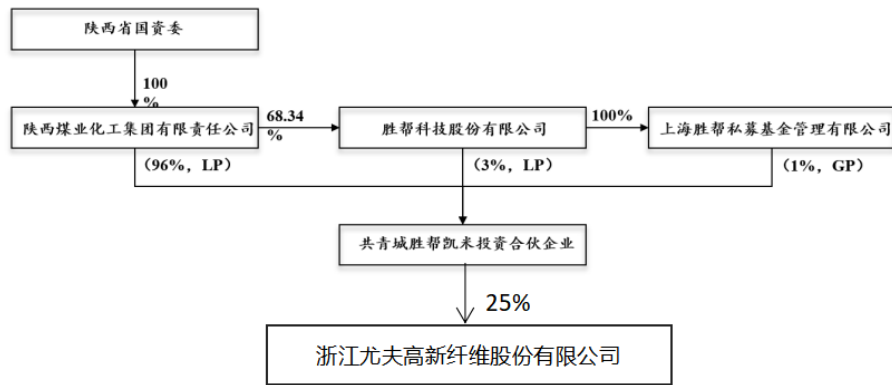 陕西省国资委
100
%
陕西煤业化工集团有限责任公司
68.34
%
胜帮科技股份有限公司
100%
上海胜帮私募基金管理有限公司
（96%，LP）
（3%，LP）
（1%，GP）
共青城胜帮凯米投资合伙企业
25%
浙江尤夫高新纤维股份有限公司